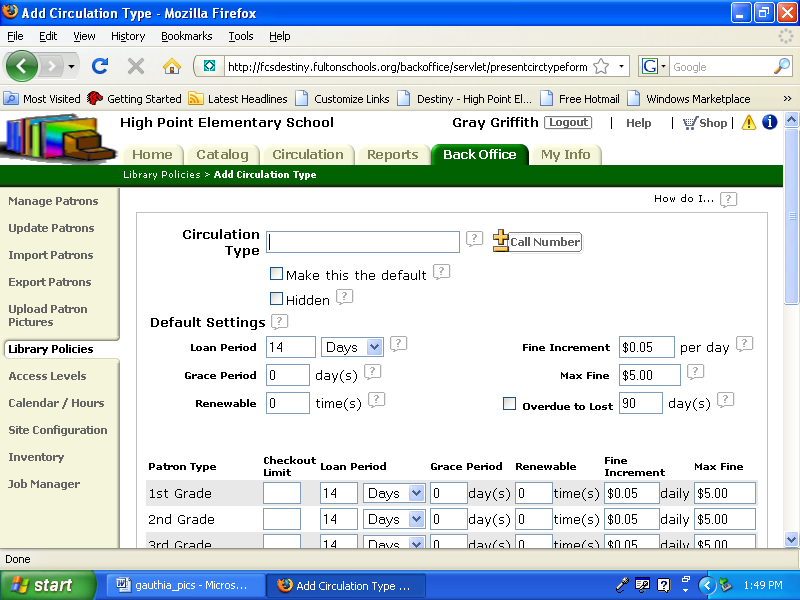 Add Circulation Type - Mozilla Firefox
File Edit View History Bookmarks Tools Help
http://fcsdestiny.fultonschools.org/backoffice/servlet/presentcirctypeform
G Google
Most Visited Getting Started Latest Headlines Customize Links Destiny - High Point El... Free Hotmail Windows Marketplace »
High Point Elementary School Gray Griffith Logout | Help | Shop |
Home Catalog Circulation Reports Back Office My Info
Library Policies > Add Circulation Type
How do I... ?
Manage Patrons
Update Patrons
Import Patrons
Export Patrons
Upload Patron
Pictures
Library Policies
Access Levels
Calendar / Hours
Site Configuration
Inventory
Job Manager
Circulation
Type ? Call Number
Make this the default ?
Hidden ?
Default Settings ?
Loan Period 14 Days ? Fine Increment $0.05 per day ?
Grace Period 0 day(s) ? Max Fine $5.00 ?
Renewable 0 time(s) ? Overdue to Lost 90 day(s) ?
Patron Type Checkout Limit Loan Period Grace Period Renewable Fine Increment Max Fine
1st Grade 14 Days 0 day(s) 0 time(s) $0.05 daily $5.00
2nd Grade 14 Days 0 day(s) 0 time(s) $0.05 daily $5.00
3rd Grade 14 Days 0 day(s) 0 time(s) $0.05 daily $5.00
Done
start gauthia_pics - Micros... Add Circulation Type ... 1:49 PM